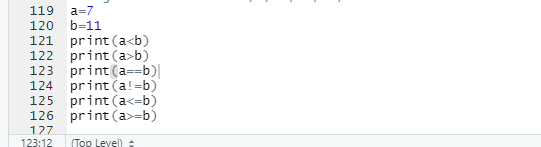 119 a=7
120 b=11
121 print(a<b)
122 print(a>b)
123 print(a==b)
124 print(a!=b)
125 print(a<=b)
126 print(a>=b)
127
123:12 (Top Level)